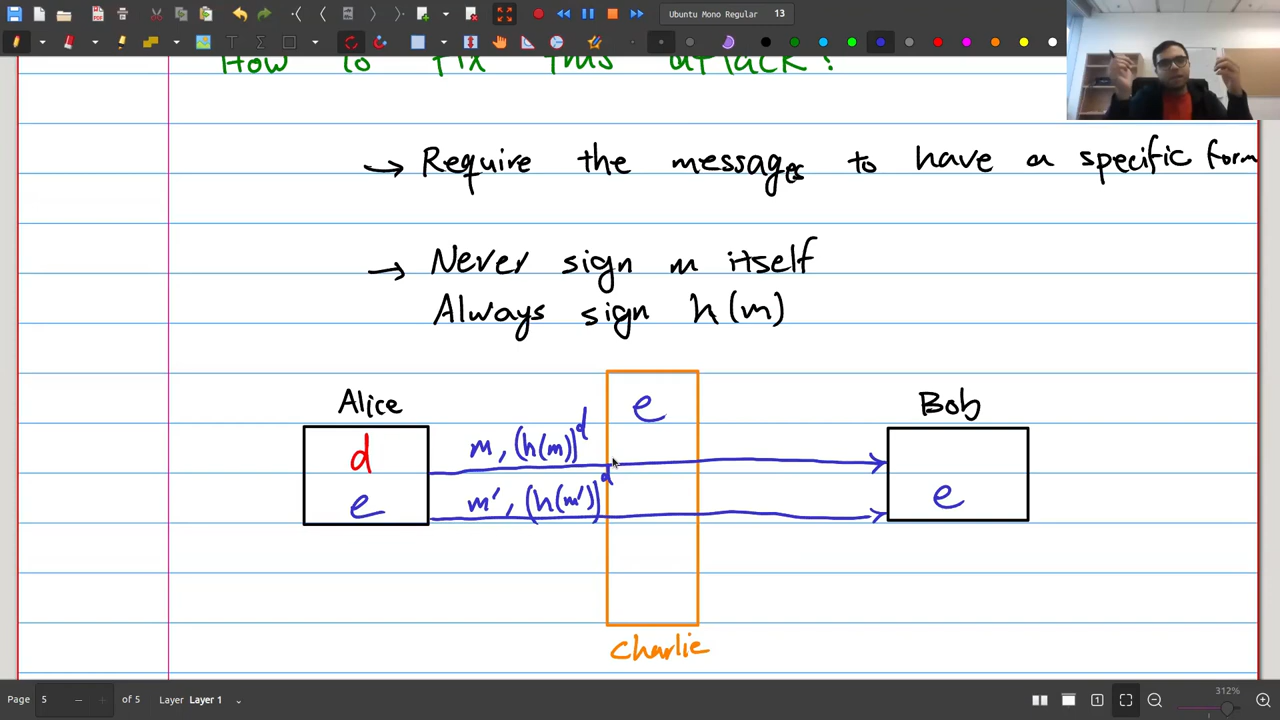 Ubuntu Mono Regular 13
How to fix this attack?
→ Require the messages to have a specific form
→ Never sign m itself
Always sign h(m)
Alice
Bob
d
e
m, (h(m))^d
m', (h(m'))^d
e
e
Charlie
Page 5 of 5 Layer Layer 1
312%